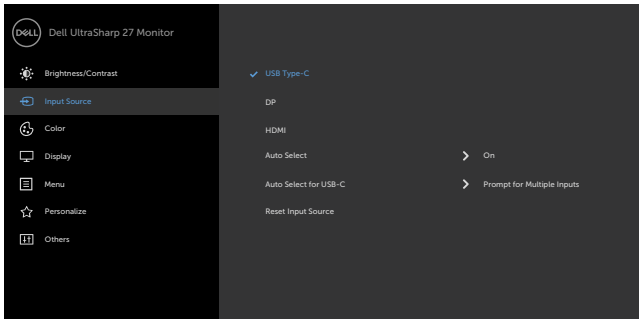 DELL Dell UltraSharp 27 Monitor
Brightness/Contrast
USB Type-C
Input Source
DP
Color
HDMI
Display
Auto Select On
Menu
Auto Select for USB-C Prompt for Multiple Inputs
Personalize
Reset Input Source
Others